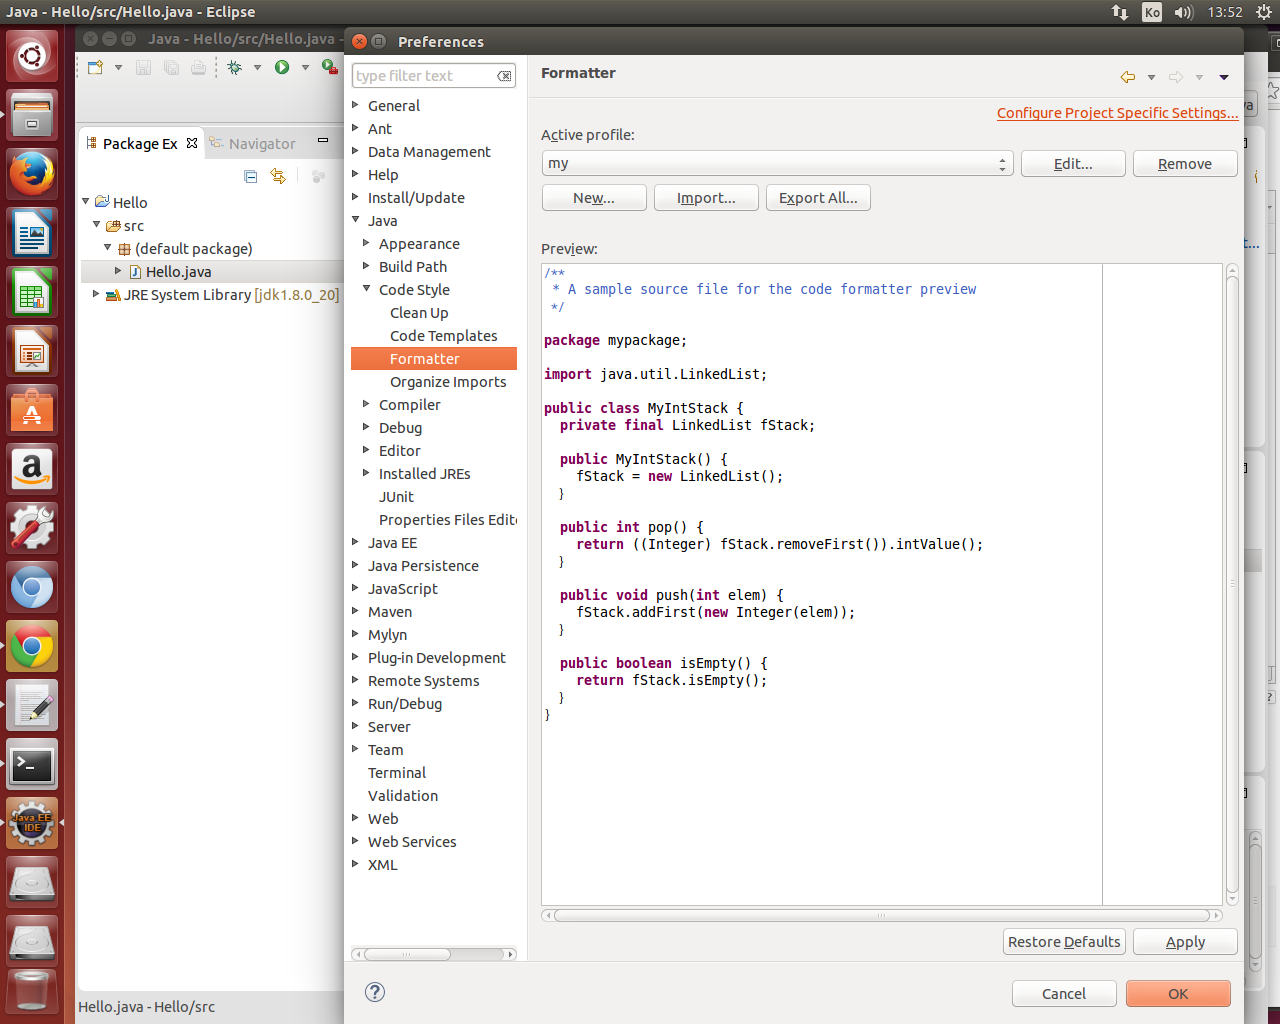 Java - Hello/src/Hello.java - Eclipse
Ko
13:52
Java - Hello/src/Hello.java -
Preferences
type filter text
Formatter
Configure Project Specific Settings...
General
Ant
Data Management
Help
Install/Update
Java
Appearance
Build Path
Code Style
Clean Up
Code Templates
Formatter
Organize Imports
Compiler
Debug
Editor
Installed JREs
JUnit
Properties Files Edit
Java EE
Java Persistence
JavaScript
Maven
Mylyn
Plug-in Development
Remote Systems
Run/Debug
Server
Team
Terminal
Validation
Web
Web Services
XML
Package Ex
Navigator
Hello
src
(default package)
Hello.java
JRE System Library [jdk1.8.0_20]
Active profile:
my
Edit...
Remove
New...
Import...
Export All...
Preview:
/**
* A sample source file for the code formatter preview
*/
package mypackage;
import java.util.LinkedList;
public class MyIntStack {
private final LinkedList fStack;
public MyIntStack() {
fStack = new LinkedList();
}
public int pop() {
return ((Integer) fStack.removeFirst()).intValue();
}
public void push(int elem) {
fStack.addFirst(new Integer(elem));
}
public boolean isEmpty() {
return fStack.isEmpty();
}
}
Restore Defaults
Apply
Cancel
OK
Java EE
IDE
Hello.java - Hello/src